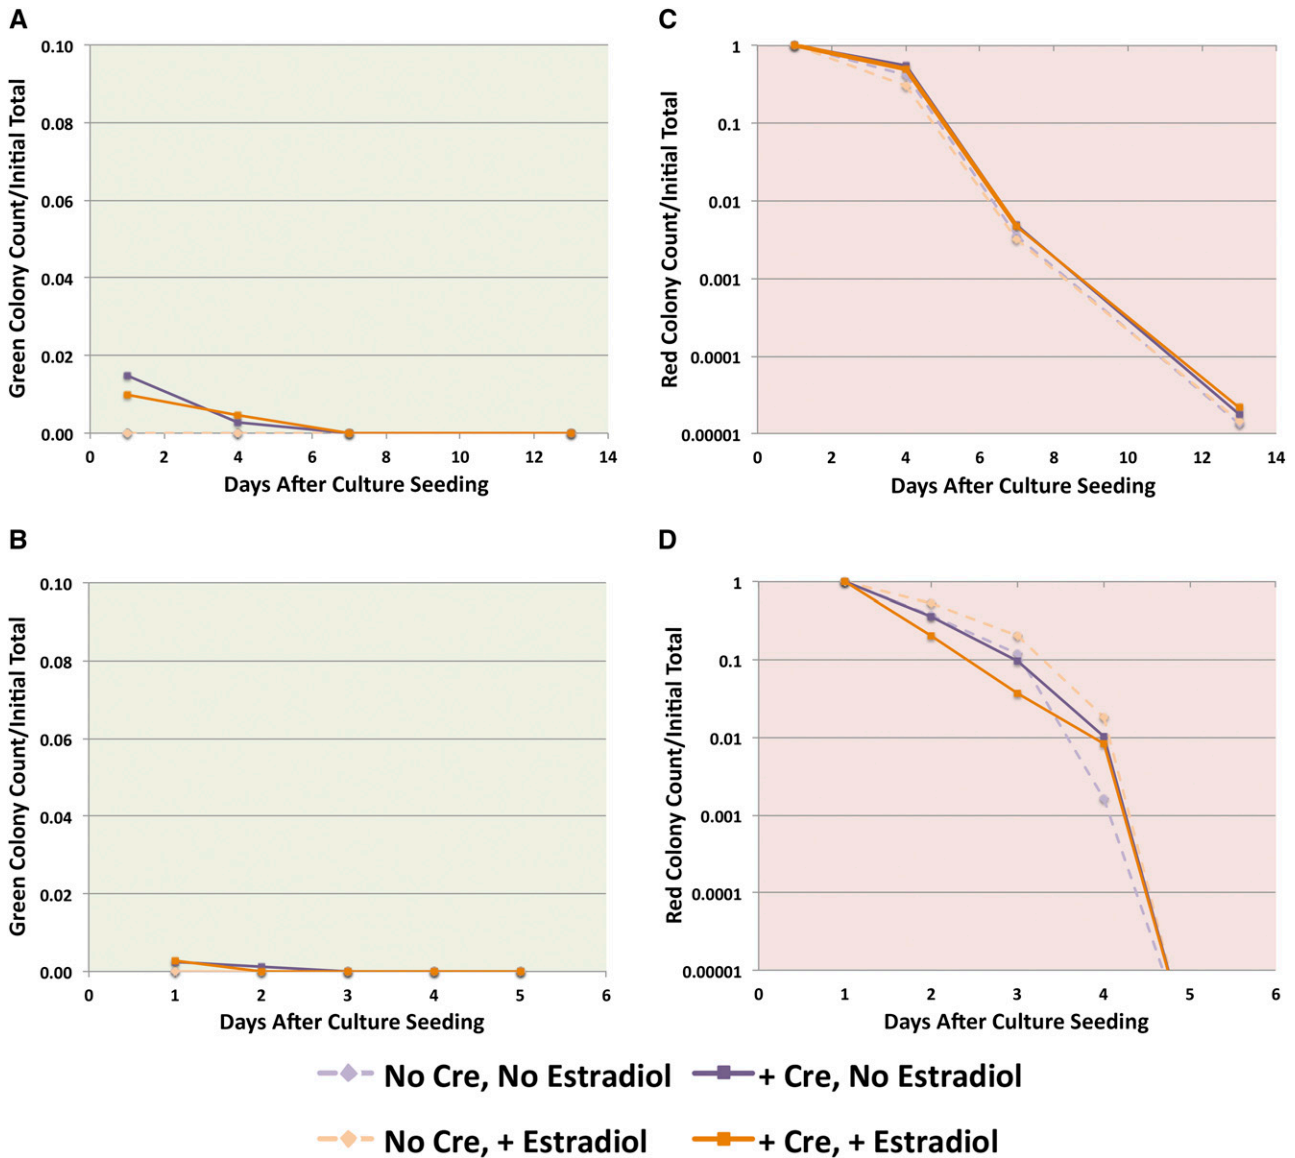 A
Green Colony Count/Initial Total
0.10
0.08
0.06
0.04
0.02
0.00
0 2 4 6 8 10 12 14
Days After Culture Seeding
C
Red Colony Count/Initial Total
1
0.1
0.01
0.001
0.0001
0.00001
0 2 4 6 8 10 12 14
Days After Culture Seeding
B
Green Colony Count/Initial Total
0.10
0.08
0.06
0.04
0.02
0.00
0 1 2 3 4 5 6
Days After Culture Seeding
D
Red Colony Count/Initial Total
1
0.1
0.01
0.001
0.0001
0.00001
0 1 2 3 4 5 6
Days After Culture Seeding
No Cre, No Estradiol
+ Cre, No Estradiol
No Cre, + Estradiol
+ Cre, + Estradiol